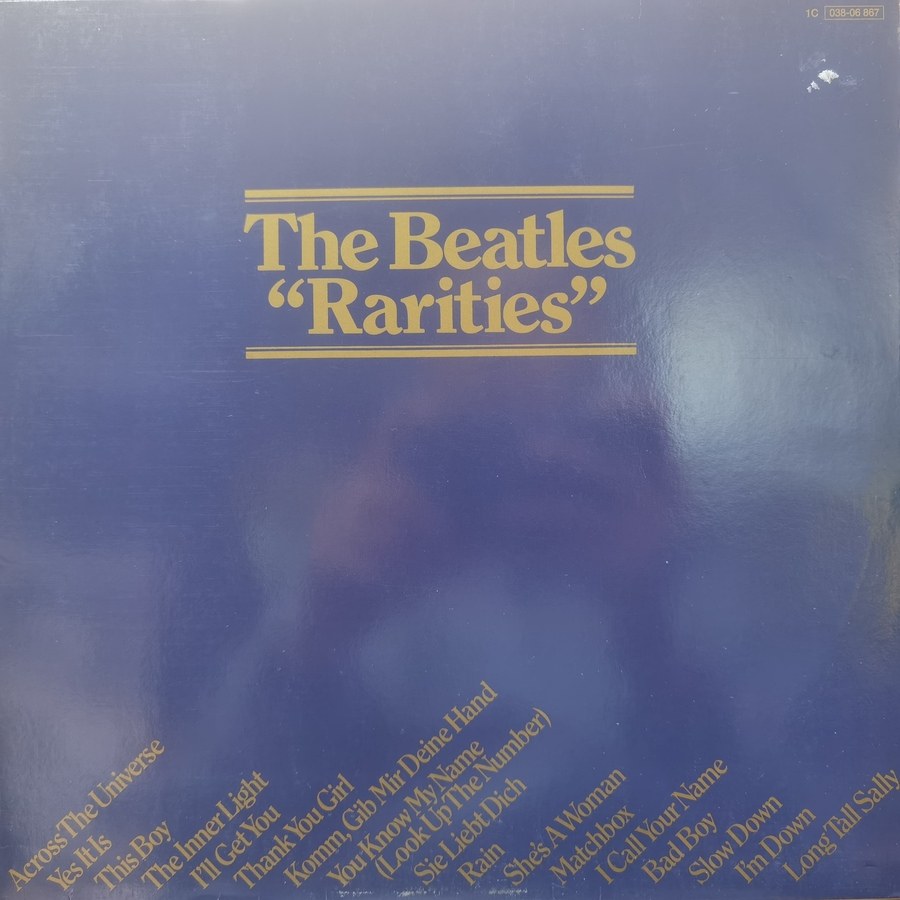 1C 038-06 867
The Beatles
“Rarities”
Across The Universe
Yes It Is
This Boy
The Inner Light
I'll Get You
Thank You Girl
Komm, Gib Mir Deine Hand
You Know My Name
(Look Up The Number)
Sie Liebt Dich
Rain
She's A Woman
Matchbox
I Call Your Name
Bad Boy
Slow Down
I'm Down
Long Tall Sally